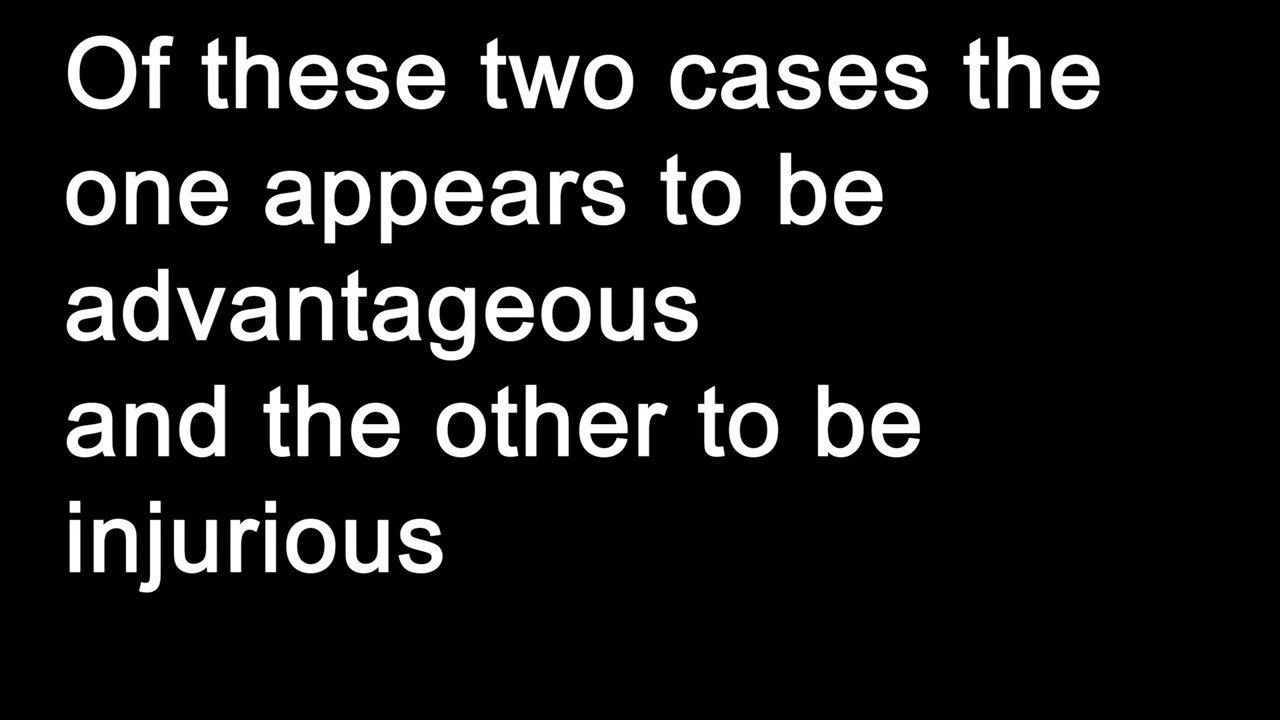 Of these two cases the
one appears to be
advantageous
and the other to be
injurious